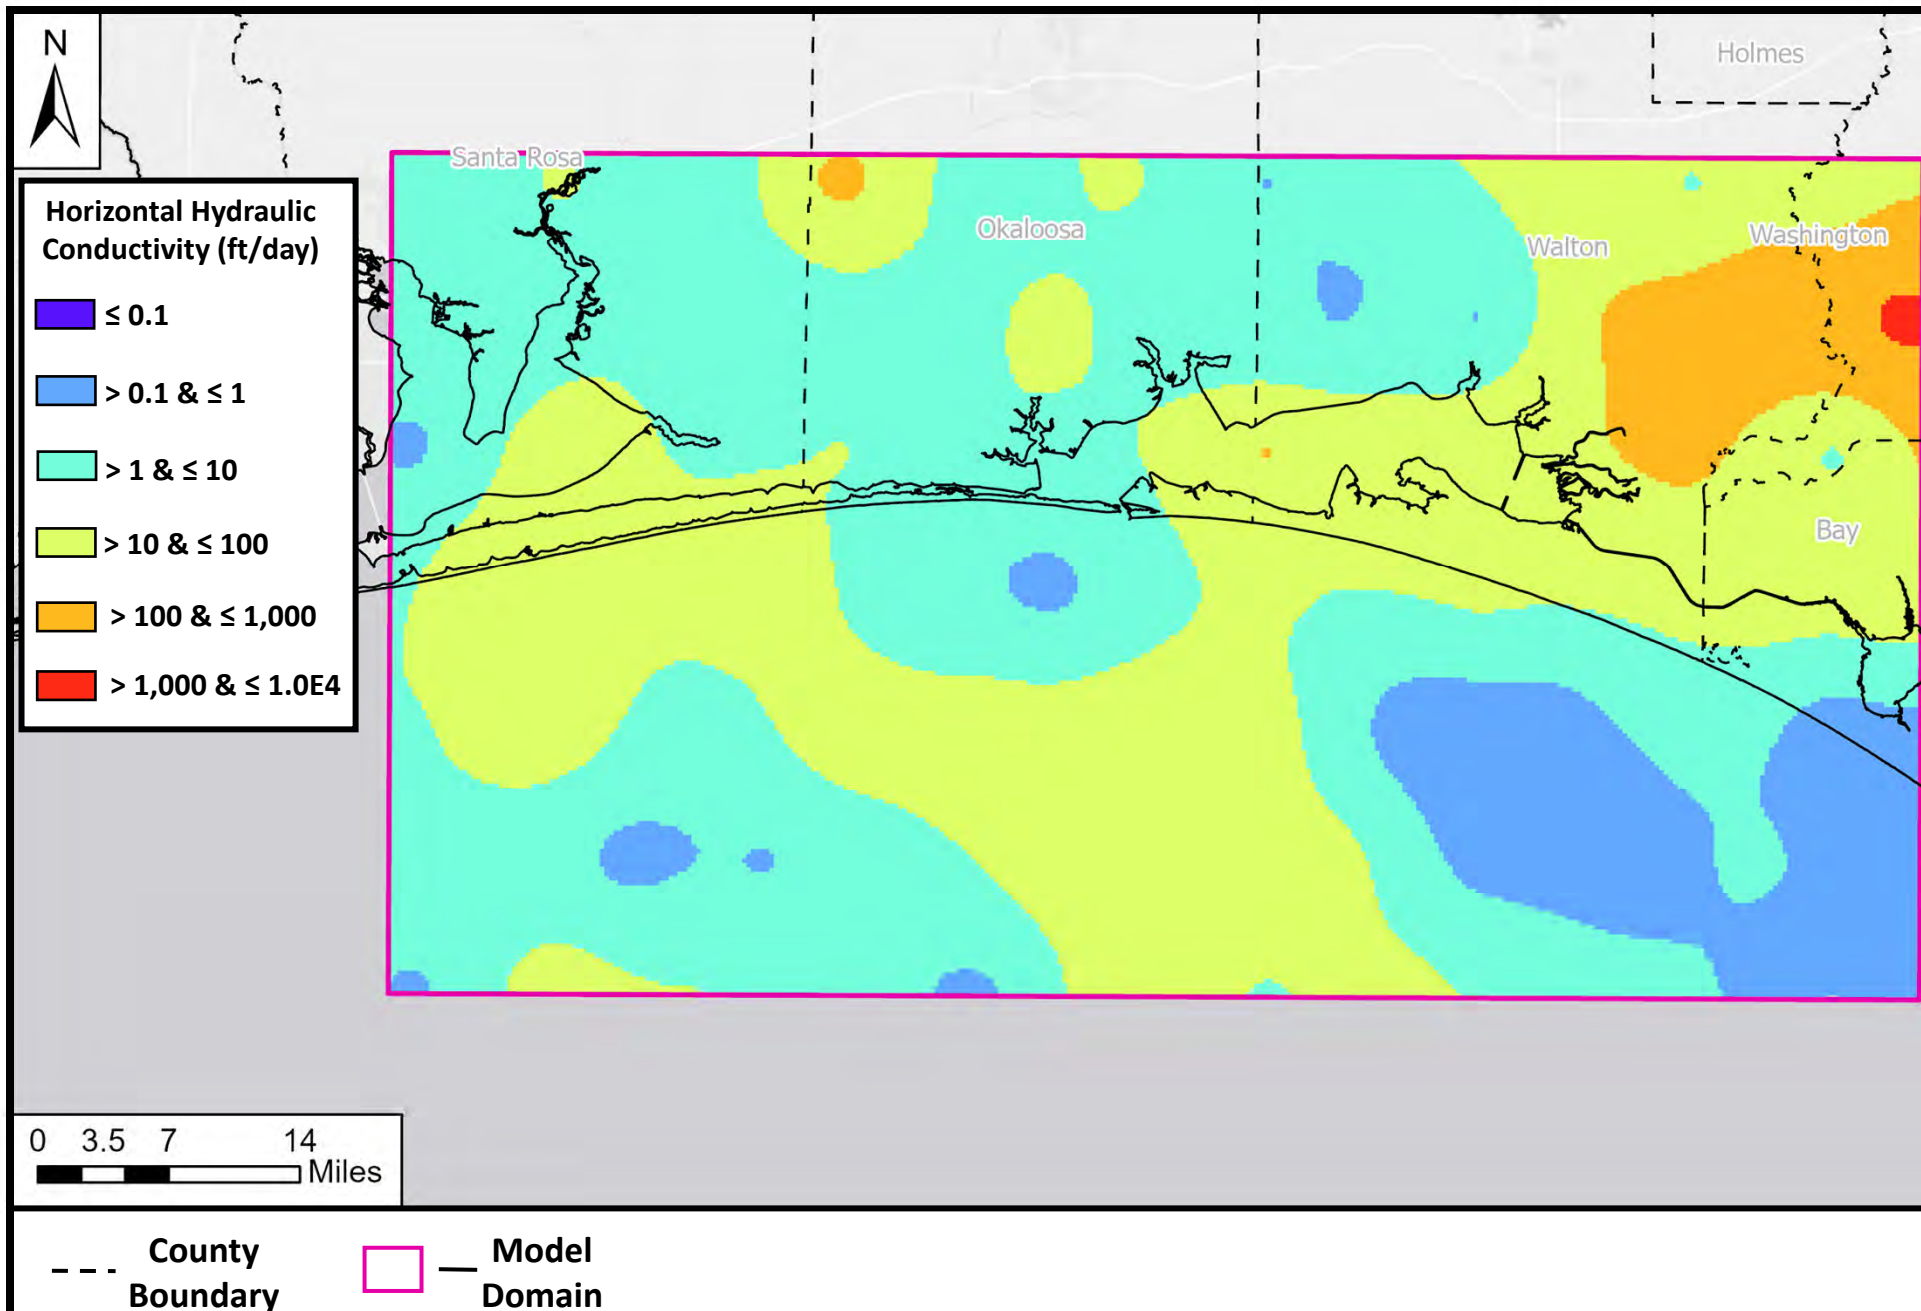 N
Holmes
Santa Rosa
Okaloosa
Walton
Washington
Bay
Horizontal Hydraulic
Conductivity (ft/day)
≤ 0.1
> 0.1 & ≤ 1
> 1 & ≤ 10
> 10 & ≤ 100
> 100 & ≤ 1,000
> 1,000 & ≤ 1.0E4
0 3.5 7 14
Miles
County
Boundary
Model
Domain